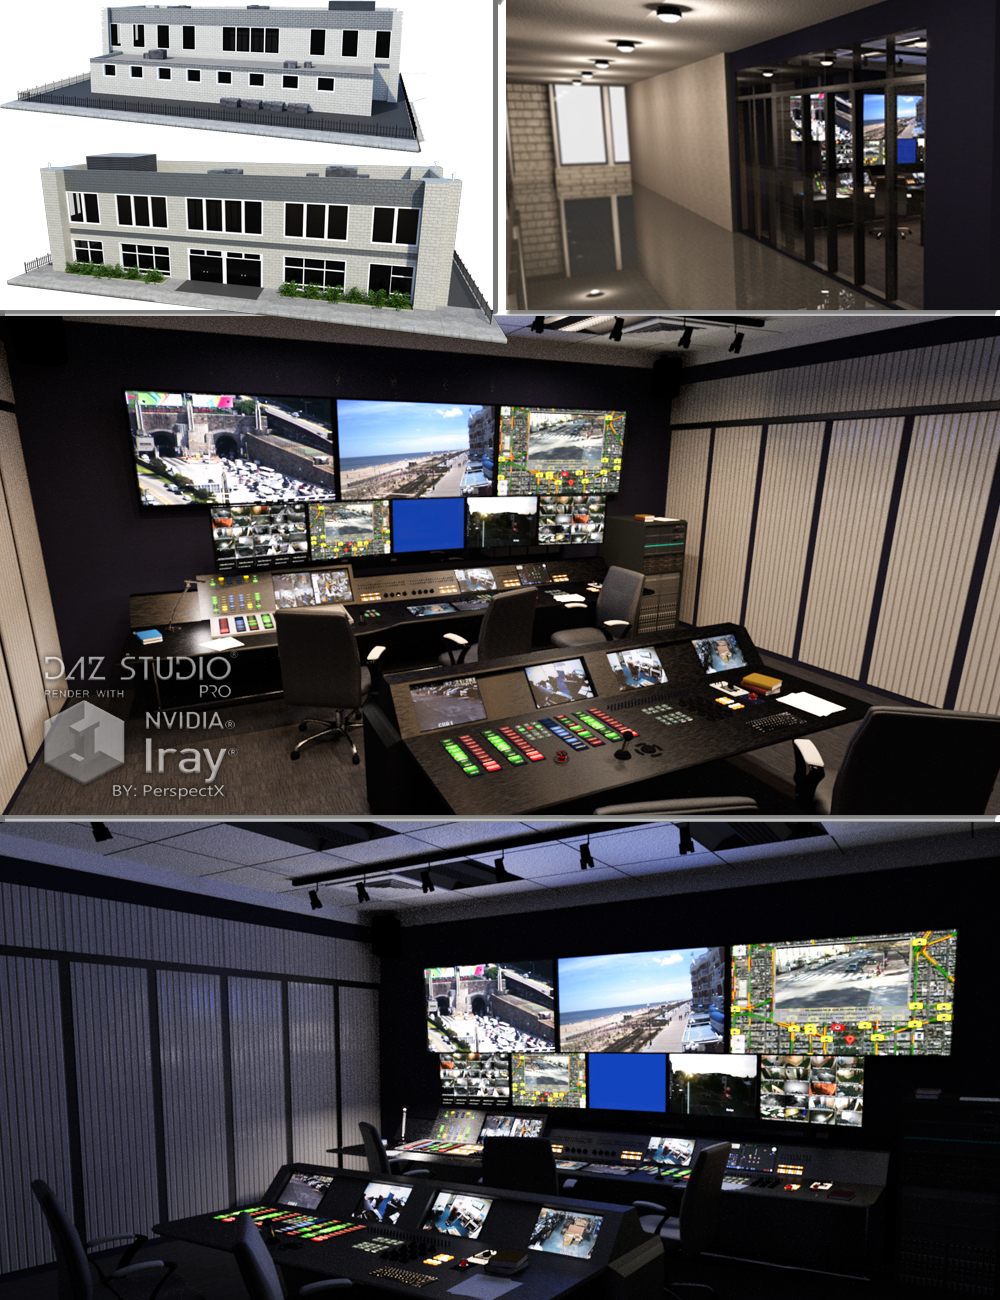 DAZ STUDIO®
RENDER WITH PRO
NVIDIA®
Iray®
BY: PerspectX